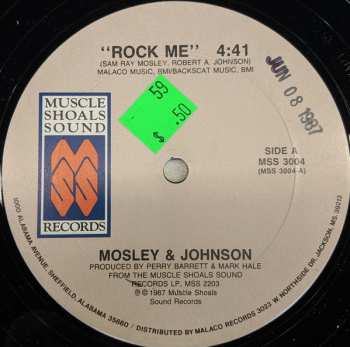 "ROCK ME" 4:41
(SAM RAY MOSLEY, ROBERT A. JOHNSON)
MALACO MUSIC, BMI/BACKSCAT MUSIC, BMI
JUN 08 1987
59
$ .50
MUSCLE
SHOALS
SOUND
MSS
RECORDS
SIDE A
MSS 3004
(MSS 3004-A)
MOSLEY & JOHNSON
PRODUCED BY PERRY BARRETT & MARK HALE
FROM THE MUSCLE SHOALS SOUND
RECORDS LP, MSS 2203
℗ © 1987 Muscle Shoals
Sound Records
1000 ALABAMA AVENUE, SHEFFIELD, ALABAMA 35660 / DISTRIBUTED BY MALACO RECORDS 3023 W. NORTHSIDE DR. JACKSON, MS. 39213